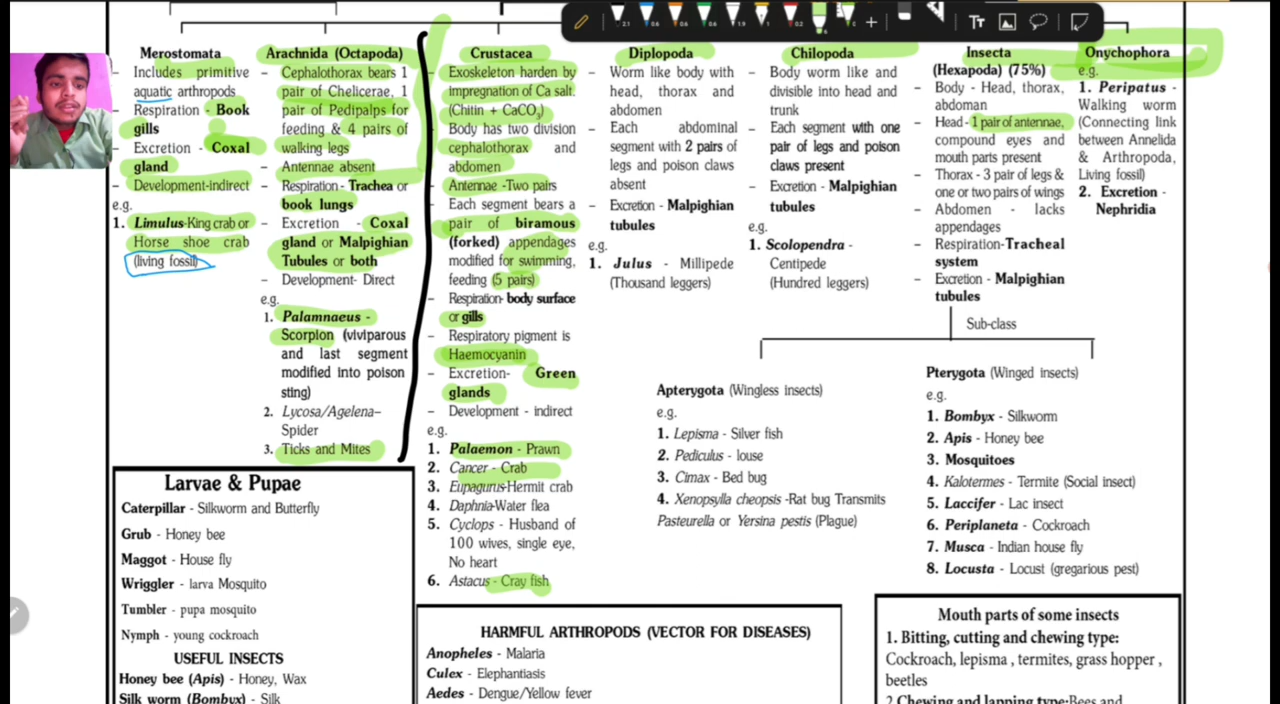 Merostomata
Includes primitive
aquatic arthropods
Respiration - Book
gills
Excretion - Coxal
gland
Development-indirect
e.g.
1. Limulus-King crab or
Horse shoe crab
(living fossil)
Arachnida (Octapoda)
Cephalothorax bears 1
pair of Chelicerae, 1
pair of Pedipalps for
feeding & 4 pairs of
walking legs
Antennae absent
Respiration- Trachea or
book lungs
Excretion - Coxal
gland or Malpighian
Tubules or both
Development- Direct
e.g.
1. Palamnaeus -
Scorpion (viviparous
and last segment
modified into poison
sting)
2. Lycosa/Agelena–
Spider
3. Ticks and Mites
Crustacea
Exoskeleton harden by
impregnation of Ca salt.
(Chitin + CaCO3)
Body has two division
cephalothorax and
abdomen
Antennae -Two pairs
Each segment bears a
pair of biramous
(forked) appendages
modified for swimming,
feeding (5 pairs)
Respiration- body surface
or gills
Respiratory pigment is
Haemocyanin
Excretion- Green
glands
Development - indirect
e.g.
1. Palaemon - Prawn
2. Cancer - Crab
3. Eupagurus-Hermit crab
4. Daphnia-Water flea
5. Cyclops - Husband of
100 wives, single eye,
No heart
6. Astacus - Cray fish
Diplopoda
Worm like body with
head, thorax and
abdomen
Each abdominal
segment with 2 pairs of
legs and poison claws
absent
Excretion - Malpighian
tubules
e.g.
1. Julus - Millipede
(Thousand leggers)
Chilopoda
Body worm like and
divisible into head and
trunk
Each segment with one
pair of legs and poison
claws present
Excretion - Malpighian
tubules
e.g.
1. Scolopendra -
Centipede
(Hundred leggers)
Insecta
(Hexapoda) (75%)
Body - Head, thorax,
abdoman
Head - 1 pair of antennae,
compound eyes and
mouth parts present
Thorax - 3 pair of legs &
one or two pairs of wings
Abdomen - lacks
appendages
Respiration-Tracheal
system
Excretion - Malpighian
tubules
Onychophora
e.g.
1. Peripatus -
Walking worm
(Connecting link
between Annelida
& Arthropoda,
Living fossil)
2. Excretion -
Nephridia
Sub-class
Apterygota (Wingless insects)
e.g.
1. Lepisma - Silver fish
2. Pediculus - louse
3. Cimax - Bed bug
4. Xenopsylla cheopsis -Rat bug Transmits
Pasteurella or Yersina pestis (Plague)
Pterygota (Winged insects)
e.g.
1. Bombyx - Silkworm
2. Apis - Honey bee
3. Mosquitoes
4. Kalotermes - Termite (Social insect)
5. Laccifer - Lac insect
6. Periplaneta - Cockroach
7. Musca - Indian house fly
8. Locusta - Locust (gregarious pest)
Larvae & Pupae
Caterpillar - Silkworm and Butterfly
Grub - Honey bee
Maggot - House fly
Wriggler - larva Mosquito
Tumbler - pupa mosquito
Nymph - young cockroach
USEFUL INSECTS
Honey bee (Apis) - Honey, Wax
Silk worm (Bombyx) - Silk
HARMFUL ARTHROPODS (VECTOR FOR DISEASES)
Anopheles - Malaria
Culex - Elephantiasis
Aedes - Dengue/Yellow fever
Mouth parts of some insects
1. Bitting, cutting and chewing type:
Cockroach, lepisma , termites, grass hopper ,
beetles
2.Chewing and lapping type:Bees and